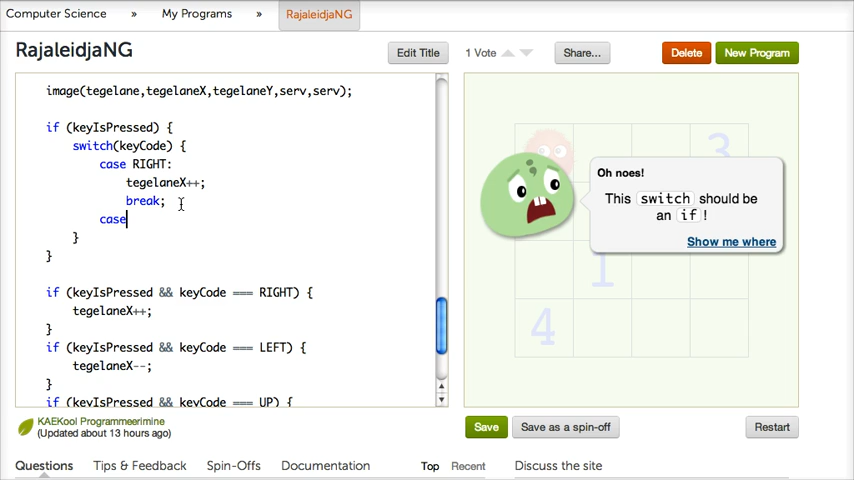 Computer Science » My Programs » RajaleidjaNG
RajaleidjaNG
Edit Title
1 Vote
Share...
Delete
New Program
image(tegelane,tegelaneX,tegelaneY,serv,serv);
if (keyIsPressed) {
switch(keyCode) {
case RIGHT:
tegelaneX++;
break;
case
}
}
if (keyIsPressed && keyCode === RIGHT) {
tegelaneX++;
}
if (keyIsPressed && keyCode === LEFT) {
tegelaneX--;
}
if (keyIsPressed && keyCode === UP) {
3
Oh noes!
This switch should be
an if !
Show me where
1
4
KAEKool Programmeerimine
(Updated about 13 hours ago)
Save
Save as a spin-off
Restart
Questions Tips & Feedback Spin-Offs Documentation Top Recent Discuss the site